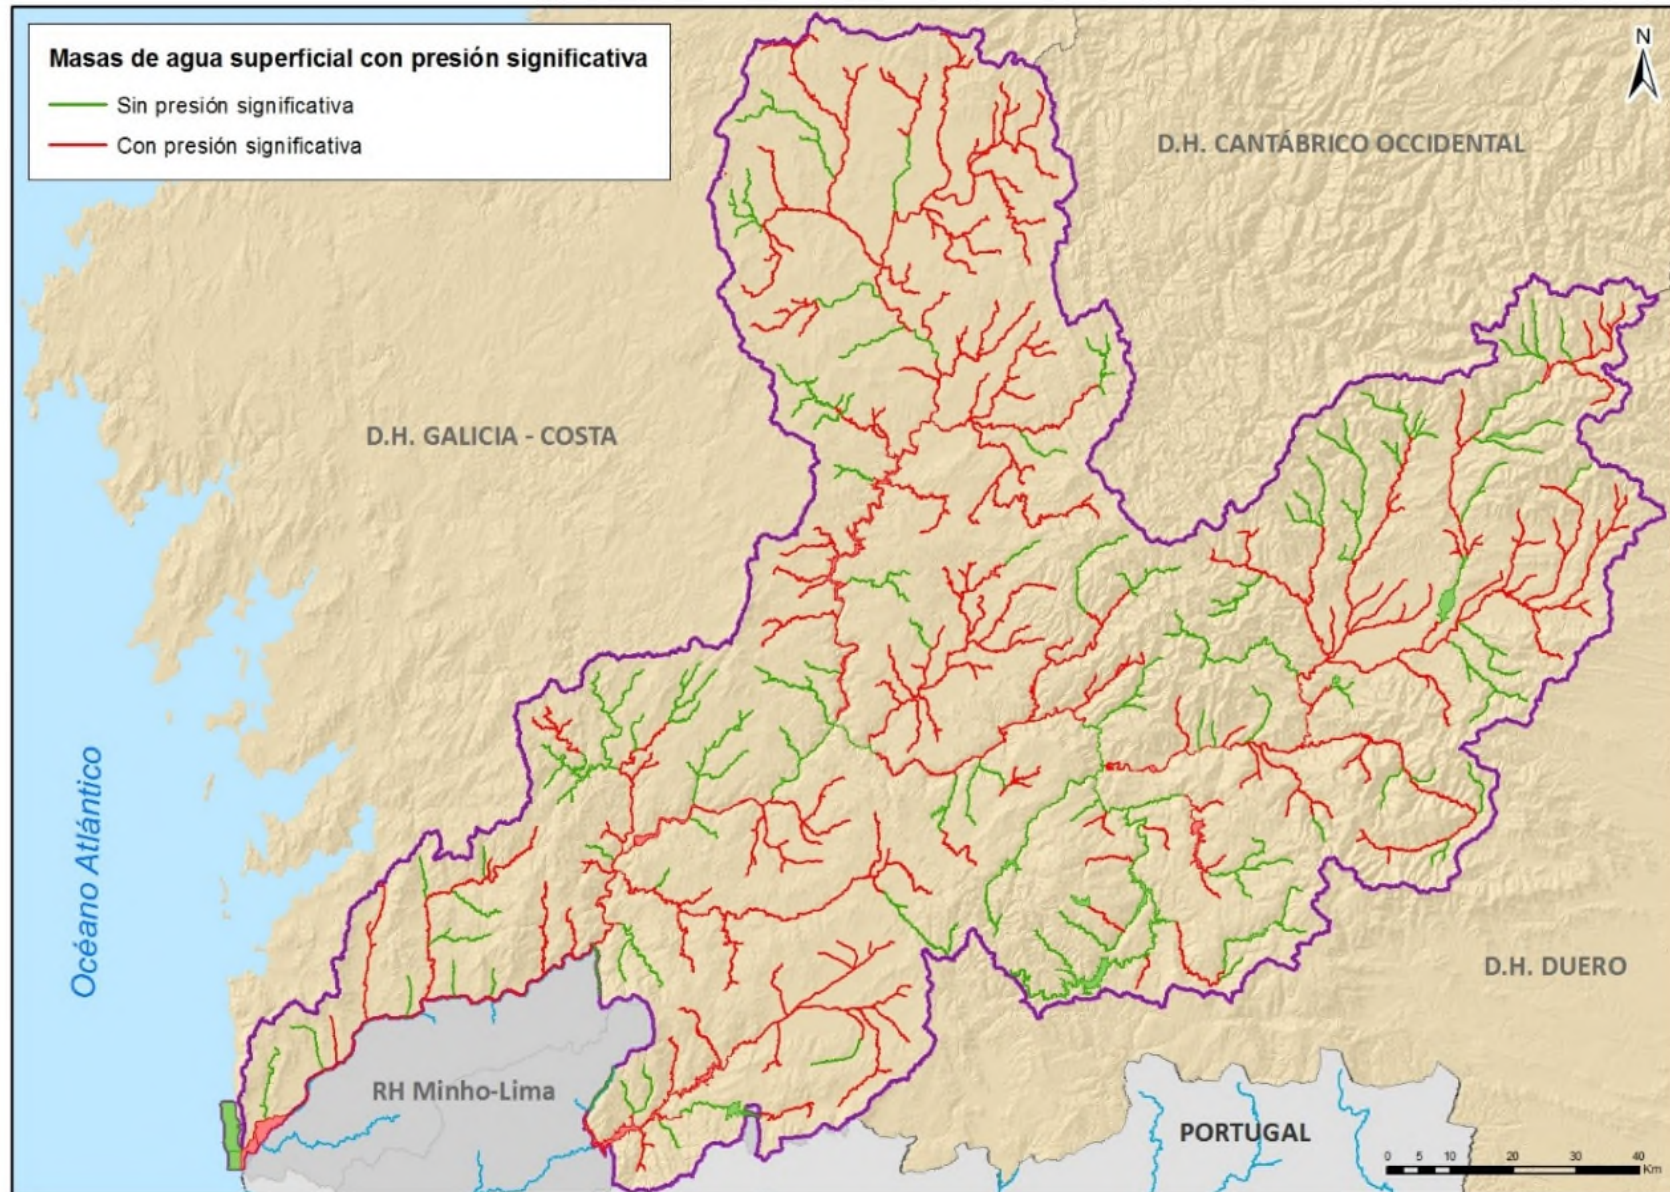 Masas de agua superficial con presión significativa
Sin presión significativa
Con presión significativa
N
D.H. CANTÁBRICO OCCIDENTAL
D.H. GALICIA - COSTA
Océano Atlántico
D.H. DUERO
RH Minho-Lima
PORTUGAL
0 5 10 20 30 40
Km